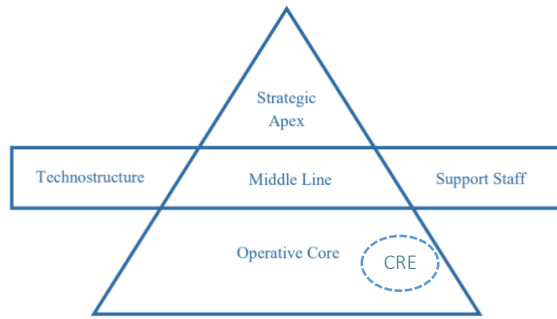 Strategic
Apex
Technostructure
Middle Line
Support Staff
Operative Core
CRE